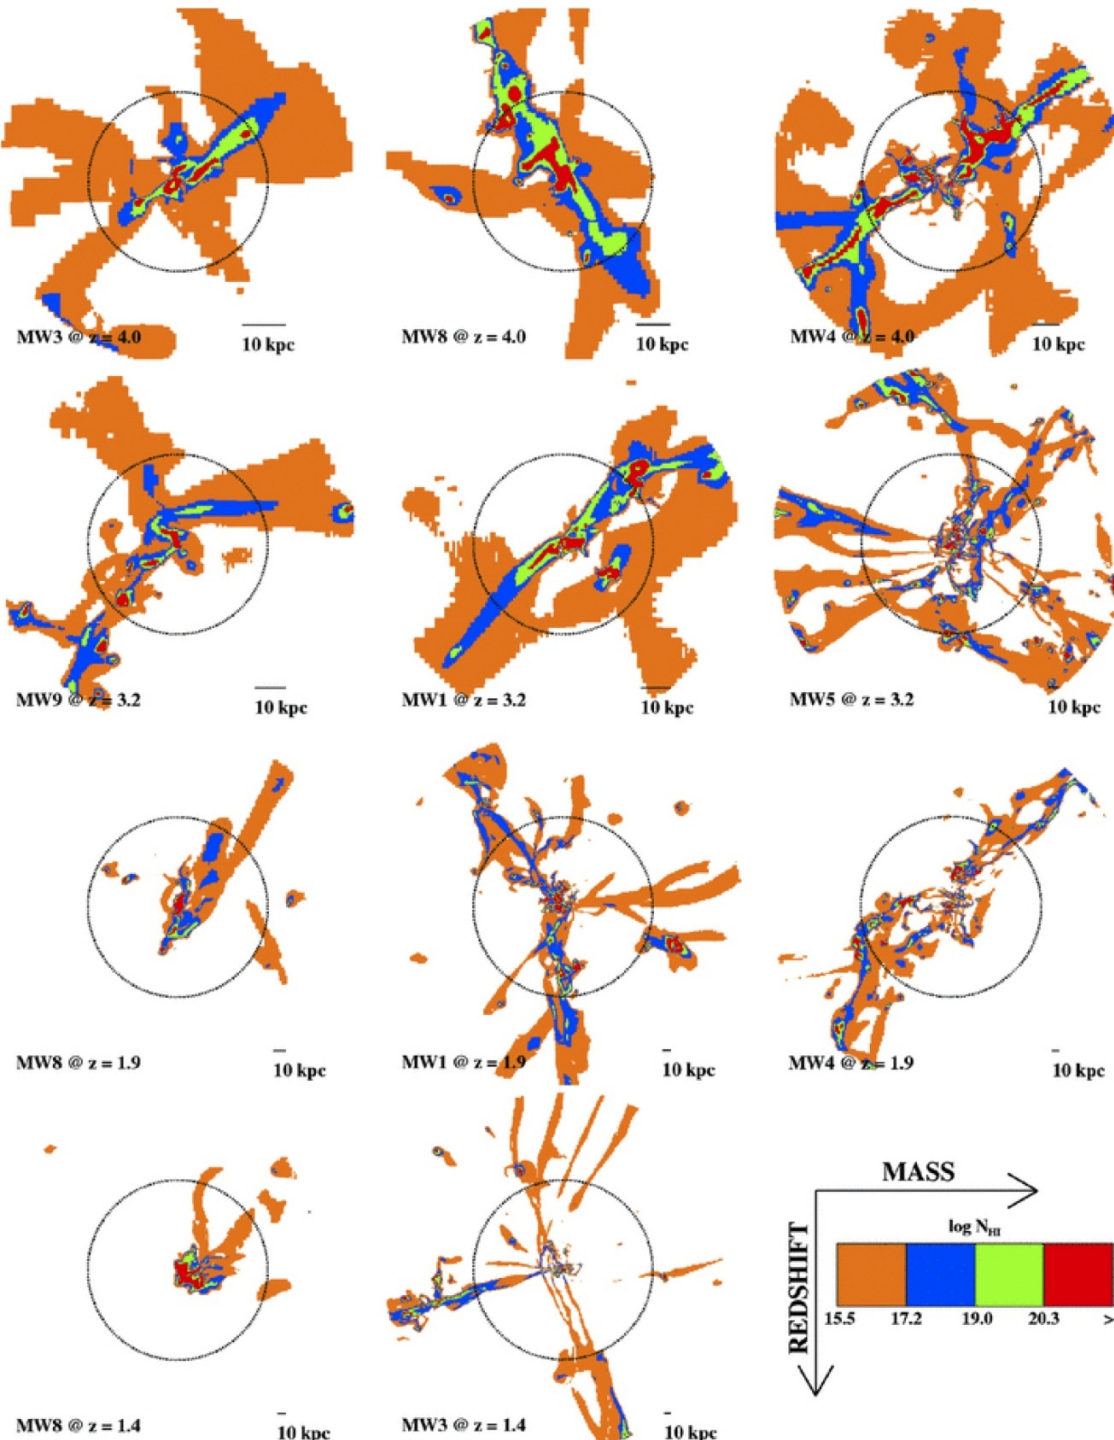 MW3 @ z = 4.0
10 kpc
MW8 @ z = 4.0
10 kpc
MW4 @ z = 4.0
10 kpc
MW9 @ z = 3.2
10 kpc
MW1 @ z = 3.2
10 kpc
MW5 @ z = 3.2
10 kpc
MW8 @ z = 1.9
10 kpc
MW1 @ z = 1.9
10 kpc
MW4 @ z = 1.9
10 kpc
MW8 @ z = 1.4
10 kpc
MW3 @ z = 1.4
10 kpc
MASS
REDSHIFT
log N_HI
15.5 17.2 19.0 20.3 >